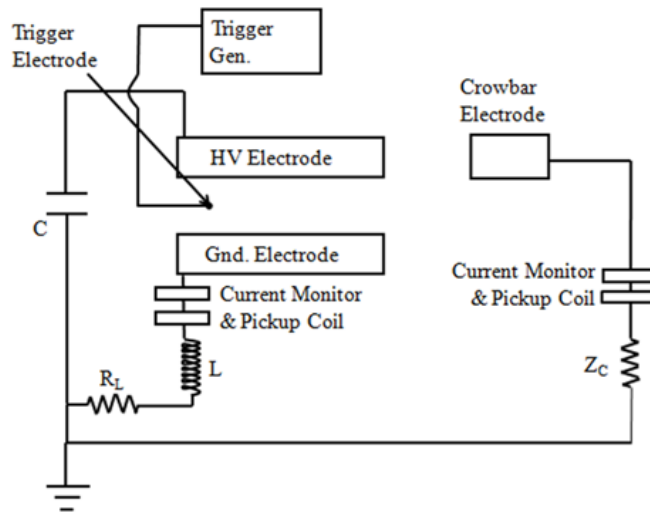 Trigger
Electrode
Trigger
Gen.
Crowbar
Electrode
HV Electrode
C
Gnd. Electrode
Current Monitor
& Pickup Coil
Current Monitor
& Pickup Coil
L
R_L
Z_C